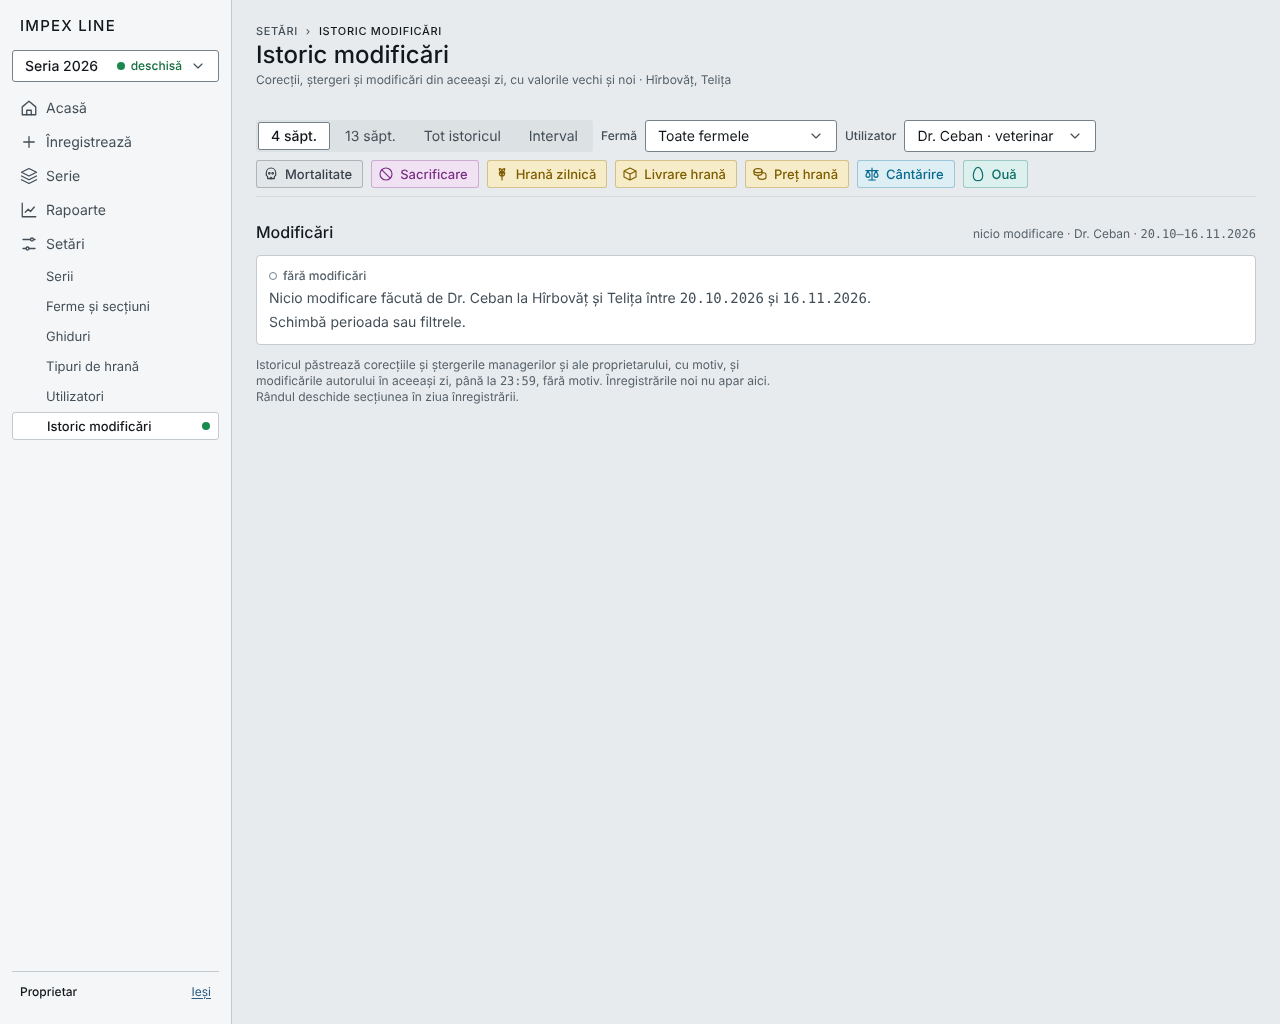 IMPEX LINE
Seria 2026 deschisă
Acasă
Înregistrează
Serie
Rapoarte
Setări
Serii
Ferme și secțiuni
Ghiduri
Tipuri de hrană
Utilizatori
Istoric modificări
Proprietar Ieși
SETĂRI › ISTORIC MODIFICĂRI
Istoric modificări
Corecții, ștergeri și modificări din aceeași zi, cu valorile vechi și noi · Hîrbovăț, Telița
4 săpt. 13 săpt. Tot istoricul Interval Fermă Toate fermele Utilizator Dr. Ceban · veterinar
Mortalitate Sacrificare Hrană zilnică Livrare hrană Preț hrană Cântărire Ouă
Modificări nicio modificare · Dr. Ceban · 20.10–16.11.2026
fără modificări
Nicio modificare făcută de Dr. Ceban la Hîrbovăț și Telița între 20.10.2026 și 16.11.2026.
Schimbă perioada sau filtrele.
Istoricul păstrează corecțiile și ștergerile managerilor și ale proprietarului, cu motiv, și
modificările autorului în aceeași zi, până la 23:59, fără motiv. Înregistrările noi nu apar aici.
Rândul deschide secțiunea în ziua înregistrării.